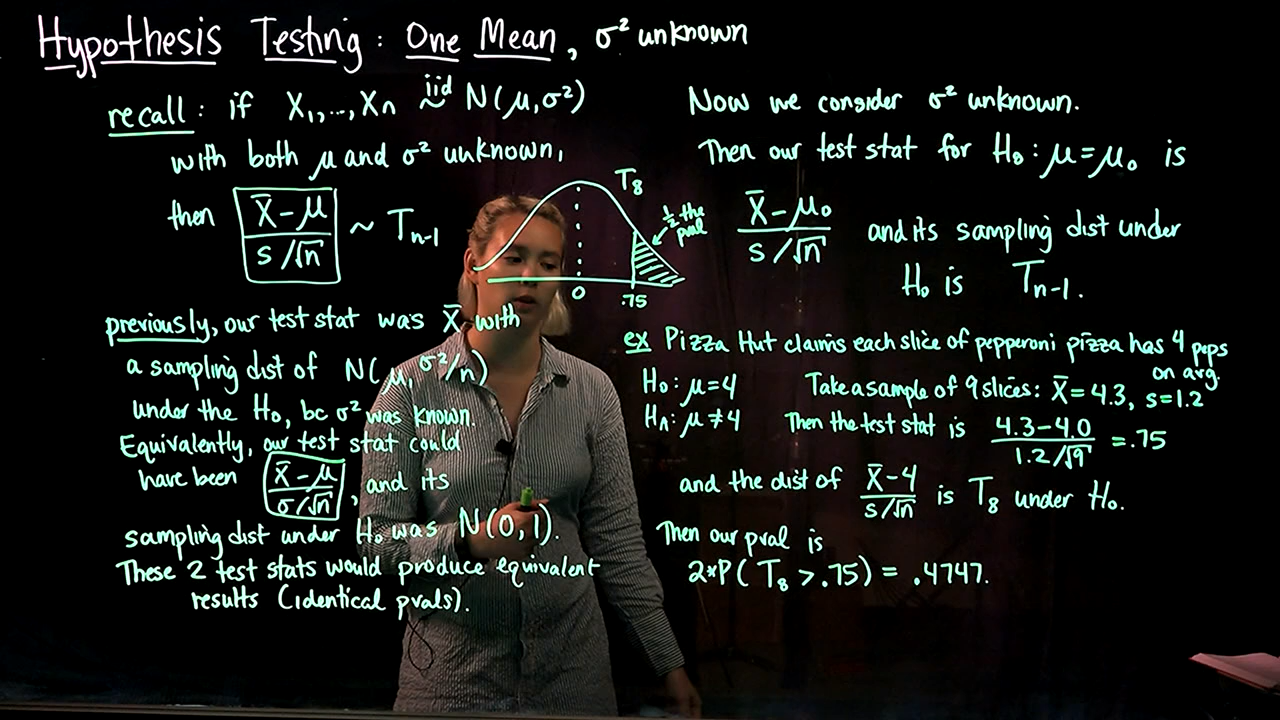 Hypothesis Testing: One Mean, σ² unknown
recall: if X₁,...,Xₙ iid ~ N(μ,σ²)
with both μ and σ² unknown,
then (X̄-μ)/(s/√n) ~ Tₙ₋₁
previously, our test stat was X̄ with
a sampling dist of N(μ, σ²/n)
under the H₀, bc σ² was known.
Equivalently, our test stat could
have been (X̄-μ)/(σ/√n), and its
sampling dist under H₀ was N(0,1).
These 2 test stats would produce equivalent
results (identical pvals).
T₈
½ the
pval
0 .75
Now we consider σ² unknown.
Then our test stat for H₀: μ=μ₀ is
(X̄-μ₀)/(s/√n) and its sampling dist under
H₀ is Tₙ₋₁.
ex Pizza Hut claims each slice of pepperoni pizza has 4 peps
on avg.
H₀: μ=4 Take a sample of 9 slices: X̄=4.3, s=1.2
Hᴀ: μ≠4 Then the test stat is (4.3-4.0)/(1.2/√9) = .75
and the dist of (X̄-4)/(s/√n) is T₈ under H₀.
Then our pval is
2*P(T₈ > .75) = .4747.